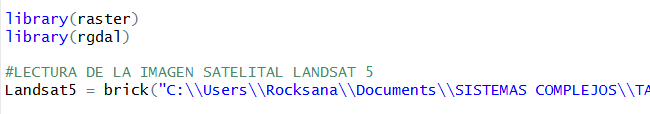 library(raster)
library(rgdal)
#LECTURA DE LA IMAGEN SATELITAL LANDSAT 5
Landsat5 = brick("C:\\Users\\Rocksana\\Documents\\SISTEMAS COMPLEJOS\\TA